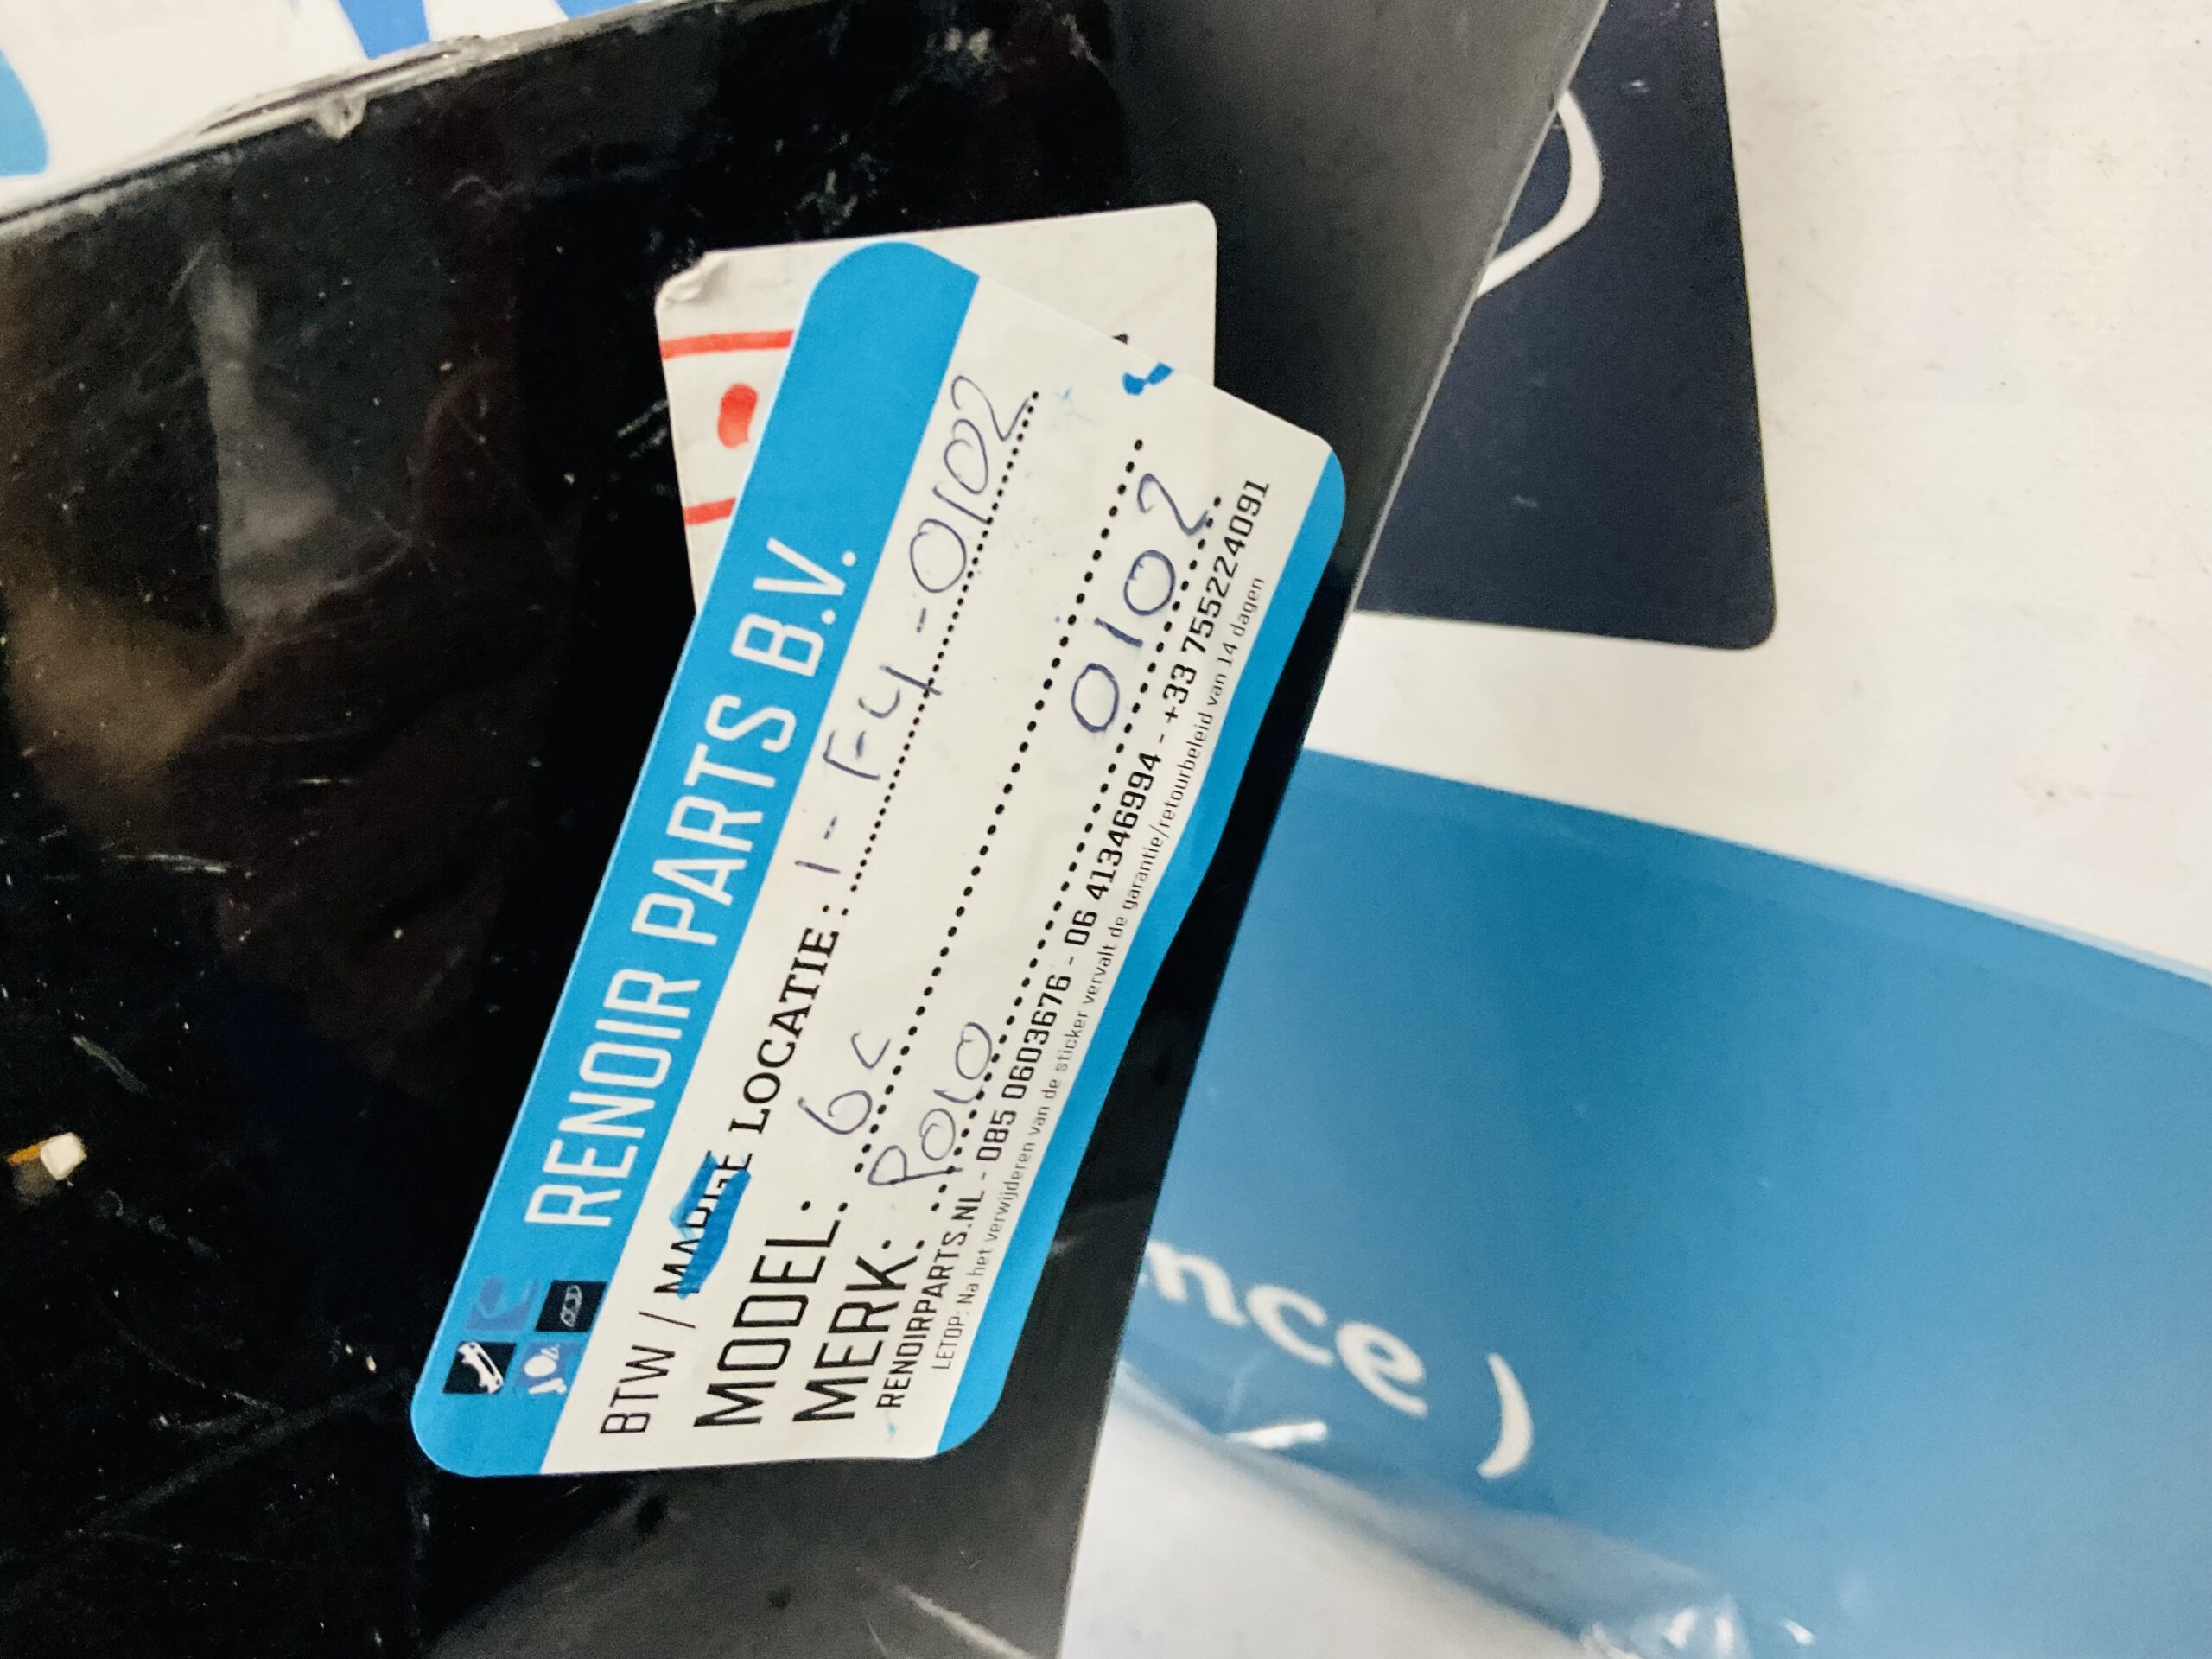 RENOIR PARTS B.V.
BTW / MARGE LOCATIE: 1-F4-0102
MODEL: 6c
MERK: Polo 0102
RENOIRPARTS.NL - 085 0603676 - 06 41346994 - +33 755224091
LETOP: Na het verwijderen van de sticker vervalt de garantie/retourbeleid van 14 dagen
nce)